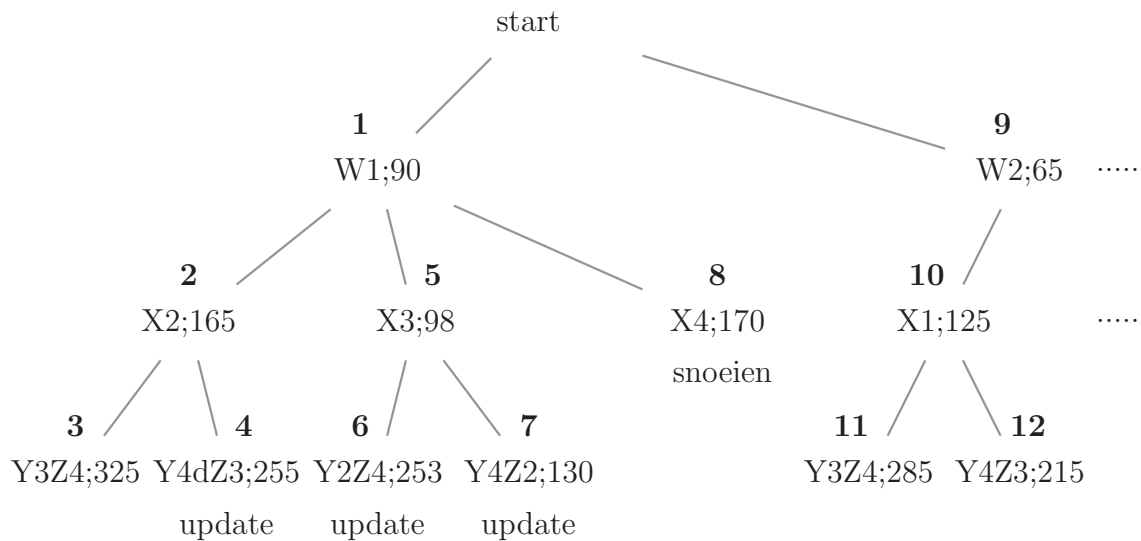 start
1 9
W1;90 W2;65 .....
2 5 8 10
X2;165 X3;98 X4;170 X1;125 .....
snoeien
3 4 6 7 11 12
Y3Z4;325 Y4dZ3;255 Y2Z4;253 Y4Z2;130 Y3Z4;285 Y4Z3;215
update update update